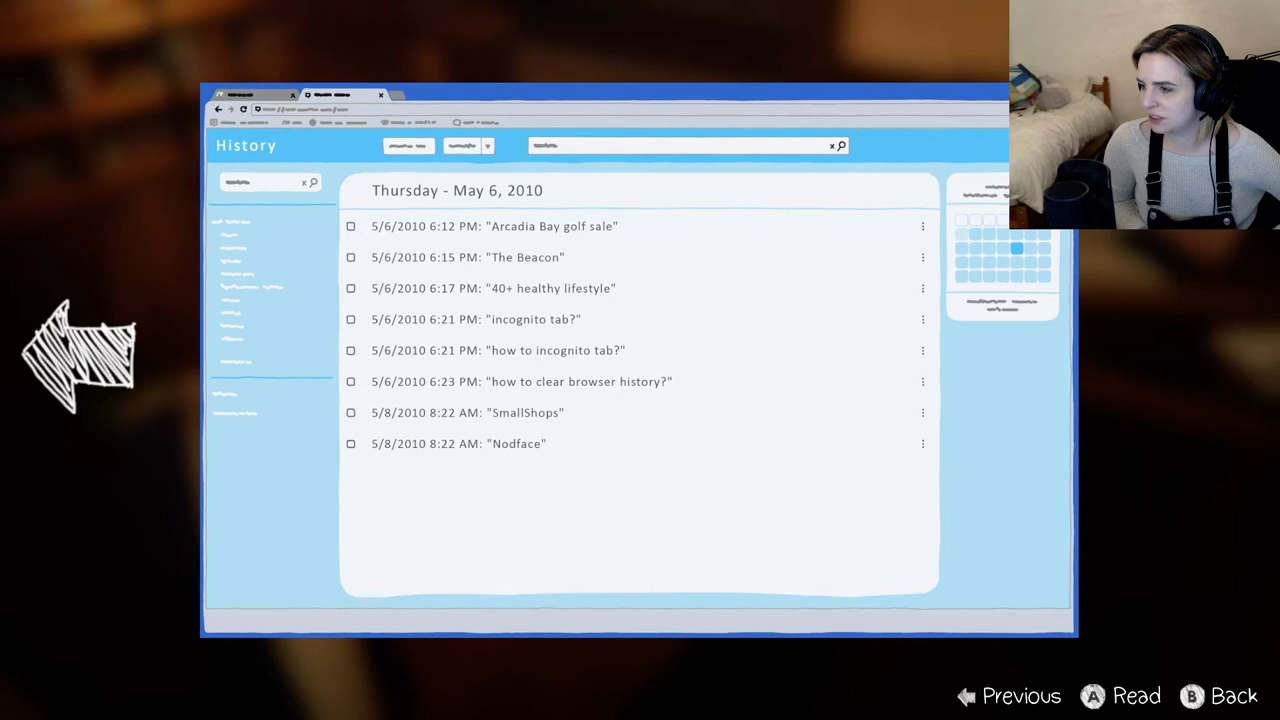 History
Thursday - May 6, 2010
5/6/2010 6:12 PM: "Arcadia Bay golf sale"
5/6/2010 6:15 PM: "The Beacon"
5/6/2010 6:17 PM: "40+ healthy lifestyle"
5/6/2010 6:21 PM: "incognito tab?"
5/6/2010 6:21 PM: "how to incognito tab?"
5/6/2010 6:23 PM: "how to clear browser history?"
5/8/2010 8:22 AM: "SmallShops"
5/8/2010 8:22 AM: "Nodface"
Previous A Read B Back